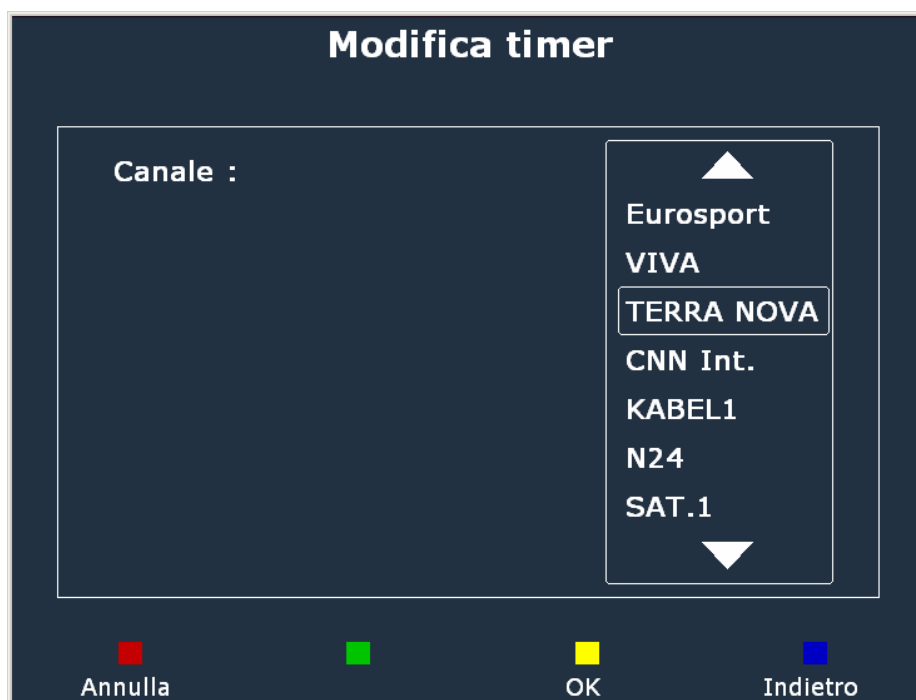 Modifica timer
Canale :
Eurosport
VIVA
TERRA NOVA
CNN Int.
KABEL1
N24
SAT.1
Annulla
OK
Indietro